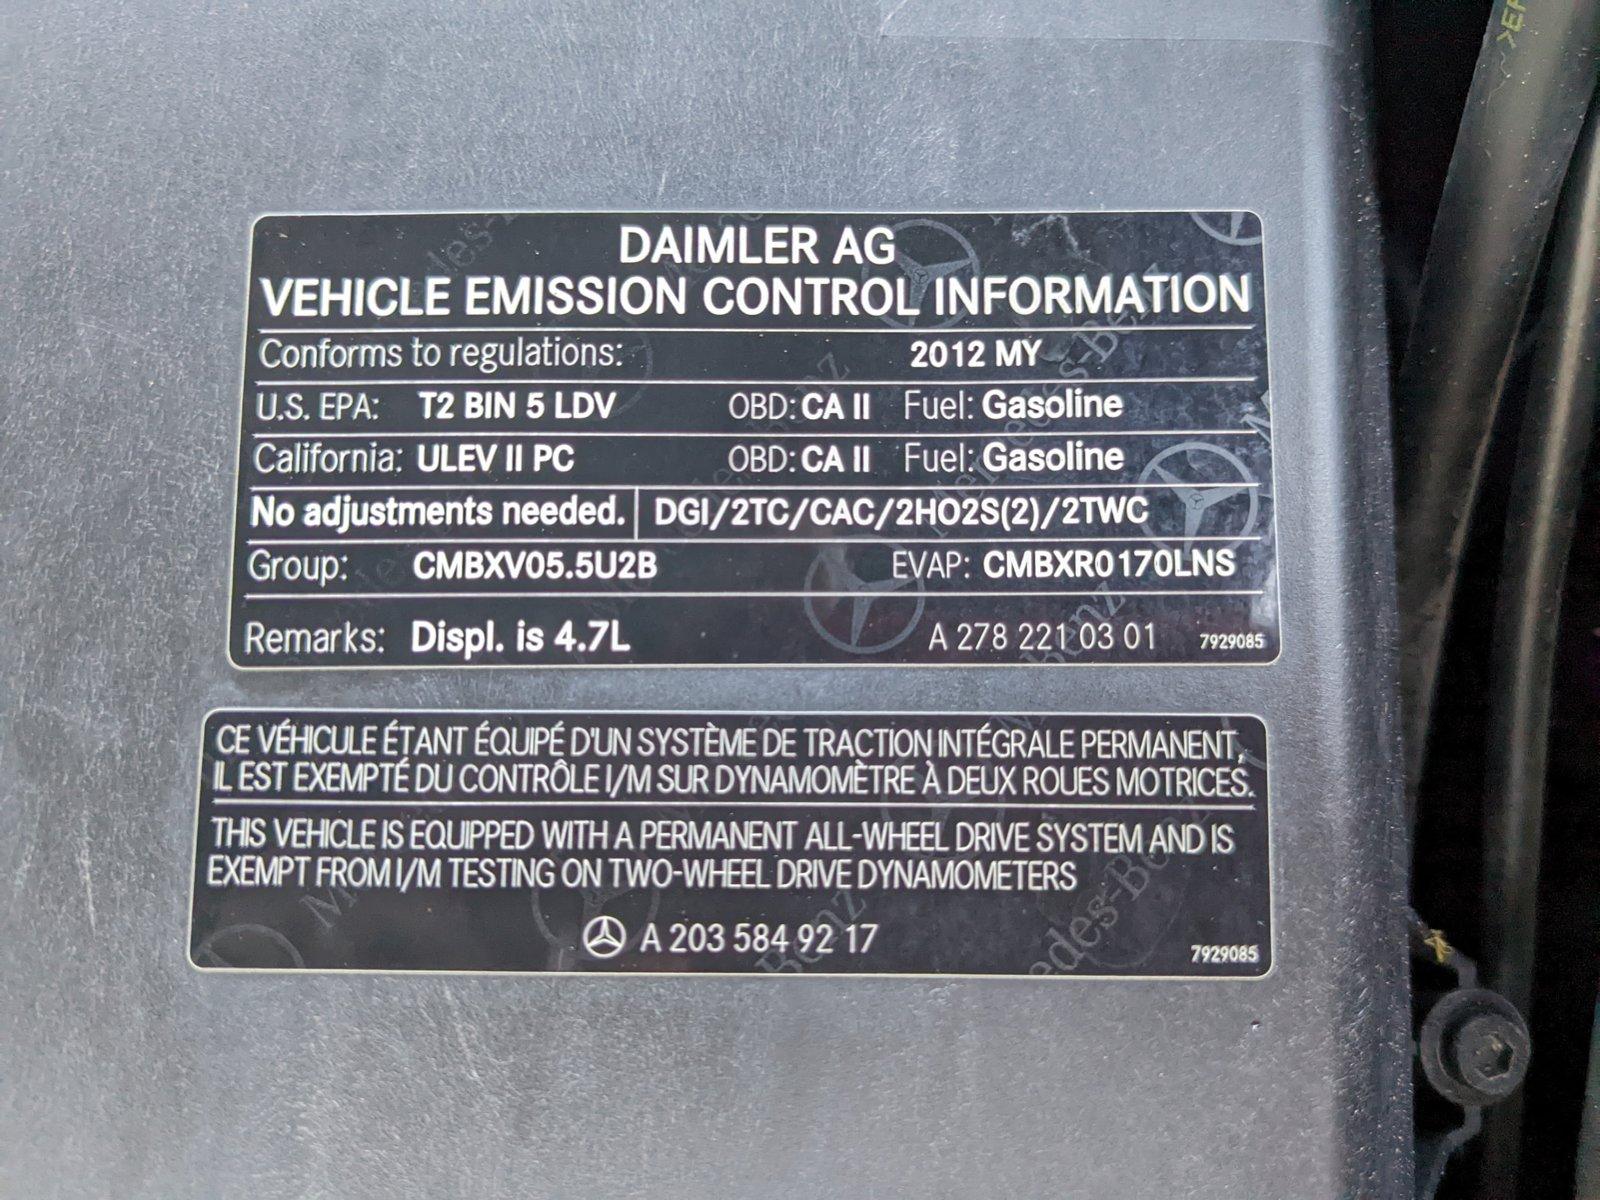 DAIMLER AG
VEHICLE EMISSION CONTROL INFORMATION
Conforms to regulations: 2012 MY
U.S. EPA: T2 BIN 5 LDV OBD: CA II Fuel: Gasoline
California: ULEV II PC OBD: CA II Fuel: Gasoline
No adjustments needed. DGI/2TC/CAC/2HO2S(2)/2TWC
Group: CMBXV05.5U2B EVAP: CMBXR0170LNS
Remarks: Displ. is 4.7L A 278 221 03 01 7929085
CE VÉHICULE ÉTANT ÉQUIPÉ D'UN SYSTÈME DE TRACTION INTÉGRALE PERMANENT,
IL EST EXEMPTÉ DU CONTRÔLE I/M SUR DYNAMOMÈTRE À DEUX ROUES MOTRICES.
THIS VEHICLE IS EQUIPPED WITH A PERMANENT ALL-WHEEL DRIVE SYSTEM AND IS
EXEMPT FROM I/M TESTING ON TWO-WHEEL DRIVE DYNAMOMETERS
A 203 584 92 17
7929085